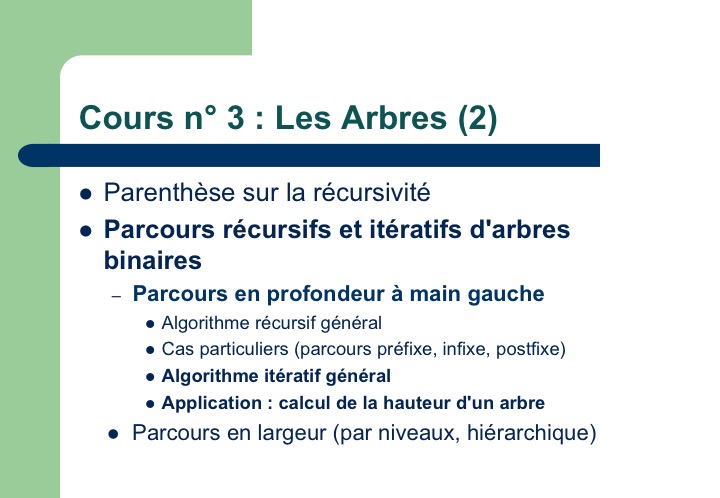 Cours n° 3 : Les Arbres (2)
● Parenthèse sur la récursivité
● Parcours récursifs et itératifs d'arbres
binaires
– Parcours en profondeur à main gauche
● Algorithme récursif général
● Cas particuliers (parcours préfixe, infixe, postfixe)
● Algorithme itératif général
● Application : calcul de la hauteur d'un arbre
● Parcours en largeur (par niveaux, hiérarchique)